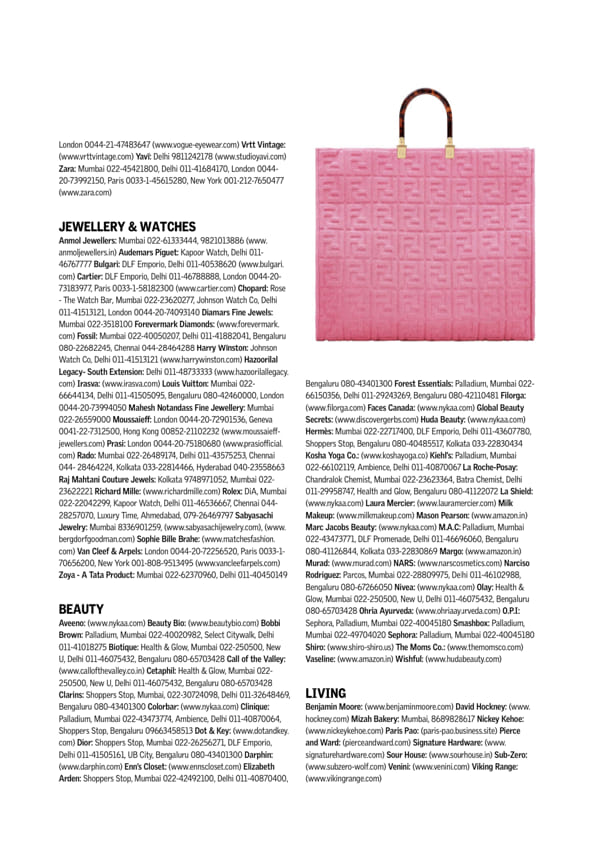 London 0044-21-47483647 (www.vogue-eyewear.com) Vrtt Vintage:
(www.vrttvintage.com) Yavi: Delhi 9811242178 (www.studioyavi.com)
Zara: Mumbai 022-45421800, Delhi 011-41684170, London 0044-
20-73992150, Paris 0033-1-45615280, New York 001-212-7650477
(www.zara.com)
JEWELLERY & WATCHES
Anmol Jewellers: Mumbai 022-61333444, 9821013886 (www.
anmoljewellers.in) Audemars Piguet: Kapoor Watch, Delhi 011-
46767777 Bulgari: DLF Emporio, Delhi 011-40538620 (www.bulgari.
com) Cartier: DLF Emporio, Delhi 011-46788888, London 0044-20-
73183977, Paris 0033-1-58182300 (www.cartier.com) Chopard: Rose
- The Watch Bar, Mumbai 022-23620277, Johnson Watch Co, Delhi
011-41513121, London 0044-20-74093140 Diamars Fine Jewels:
Mumbai 022-3518100 Forevermark Diamonds: (www.forevermark.
com) Fossil: Mumbai 022-40050207, Delhi 011-41882041, Bengaluru
080-22682245, Chennai 044-28464288 Harry Winston: Johnson
Watch Co, Delhi 011-41513121 (www.harrywinston.com) Hazoorilal
Legacy- South Extension: Delhi 011-48733333 (www.hazoorilallegacy.
com) Irasva: (www.irasva.com) Louis Vuitton: Mumbai 022-
66644134, Delhi 011-41505095, Bengaluru 080-42460000, London
0044-20-73994050 Mahesh Notandass Fine Jewellery: Mumbai
022-26559000 Moussaieff: London 0044-20-72901536, Geneva
0041-22-7312500, Hong Kong 00852-21102232 (www.moussaieff-
jewellers.com) Prasi: London 0044-20-75180680 (www.prasiofficial.
com) Rado: Mumbai 022-26489174, Delhi 011-43575253, Chennai
044- 28464224, Kolkata 033-22814466, Hyderabad 040-23558663
Raj Mahtani Couture Jewels: Kolkata 9748971052, Mumbai 022-
23622221 Richard Mille: (www.richardmille.com) Rolex: DiA, Mumbai
022-22042299, Kapoor Watch, Delhi 011-46536667, Chennai 044-
28257070, Luxury Time, Ahmedabad, 079-26469797 Sabyasachi
Jewelry: Mumbai 8336901259, (www.sabyasachijewelry.com), (www.
bergdorfgoodman.com) Sophie Bille Brahe: (www.matchesfashion.
com) Van Cleef & Arpels: London 0044-20-72256520, Paris 0033-1-
70656200, New York 001-808-9513495 (www.vancleefarpels.com)
Zoya - A Tata Product: Mumbai 022-62370960, Delhi 011-40450149
BEAUTY
Aveeno: (www.nykaa.com) Beauty Bio: (www.beautybio.com) Bobbi
Brown: Palladium, Mumbai 022-40020982, Select Citywalk, Delhi
011-41018275 Biotique: Health & Glow, Mumbai 022-250500, New
U, Delhi 011-46075432, Bengaluru 080-65703428 Call of the Valley:
(www.callofthevalley.co.in) Cetaphil: Health & Glow, Mumbai 022-
250500, New U, Delhi 011-46075432, Bengaluru 080-65703428
Clarins: Shoppers Stop, Mumbai, 022-30724098, Delhi 011-32648469,
Bengaluru 080-43401300 Colorbar: (www.nykaa.com) Clinique:
Palladium, Mumbai 022-43473774, Ambience, Delhi 011-40870064,
Shoppers Stop, Bengaluru 09663458513 Dot & Key: (www.dotandkey.
com) Dior: Shoppers Stop, Mumbai 022-26256271, DLF Emporio,
Delhi 011-41505161, UB City, Bengaluru 080-43401300 Darphin:
(www.darphin.com) Enn's Closet: (www.ennscloset.com) Elizabeth
Arden: Shoppers Stop, Mumbai 022-42492100, Delhi 011-40870400,
Bengaluru 080-43401300 Forest Essentials: Palladium, Mumbai 022-
66150356, Delhi 011-29243269, Bengaluru 080-42110481 Filorga:
(www.filorga.com) Faces Canada: (www.nykaa.com) Global Beauty
Secrets: (www.discovergerbs.com) Huda Beauty: (www.nykaa.com)
Hermès: Mumbai 022-22717400, DLF Emporio, Delhi 011-43607780,
Shoppers Stop, Bengaluru 080-40485517, Kolkata 033-22830434
Kosha Yoga Co.: (www.koshayoga.co) Kiehl's: Palladium, Mumbai
022-66102119, Ambience, Delhi 011-40870067 La Roche-Posay:
Chandralok Chemist, Mumbai 022-23623364, Batra Chemist, Delhi
011-29958747, Health and Glow, Bengaluru 080-41122072 La Shield:
(www.nykaa.com) Laura Mercier: (www.lauramercier.com) Milk
Makeup: (www.milkmakeup.com) Mason Pearson: (www.amazon.in)
Marc Jacobs Beauty: (www.nykaa.com) M.A.C: Palladium, Mumbai
022-43473771, DLF Promenade, Delhi 011-46696060, Bengaluru
080-41126844, Kolkata 033-22830869 Margo: (www.amazon.in)
Murad: (www.murad.com) NARS: (www.narscosmetics.com) Narciso
Rodriguez: Parcos, Mumbai 022-28809975, Delhi 011-46102988,
Bengaluru 080-67266050 Nivea: (www.nykaa.com) Olay: Health &
Glow, Mumbai 022-250500, New U, Delhi 011-46075432, Bengaluru
080-65703428 Ohria Ayurveda: (www.ohriaay.urveda.com) O.P.I:
Sephora, Palladium, Mumbai 022-40045180 Smashbox: Palladium,
Mumbai 022-49704020 Sephora: Palladium, Mumbai 022-40045180
Shiro: (www.shiro-shiro.us) The Moms Co.: (www.themomsco.com)
Vaseline: (www.amazon.in) Wishful: (www.hudabeauty.com)
LIVING
Benjamin Moore: (www.benjaminmoore.com) David Hockney: (www.
hockney.com) Mizah Bakery: Mumbai, 8689828617 Nickey Kehoe:
(www.nickeykehoe.com) Paris Pao: (paris-pao.business.site) Pierce
and Ward: (pierceandward.com) Signature Hardware: (www.
signaturehardware.com) Sour House: (www.sourhouse.in) Sub-Zero:
(www.subzero-wolf.com) Venini: (www.venini.com) Viking Range:
(www.vikingrange.com)